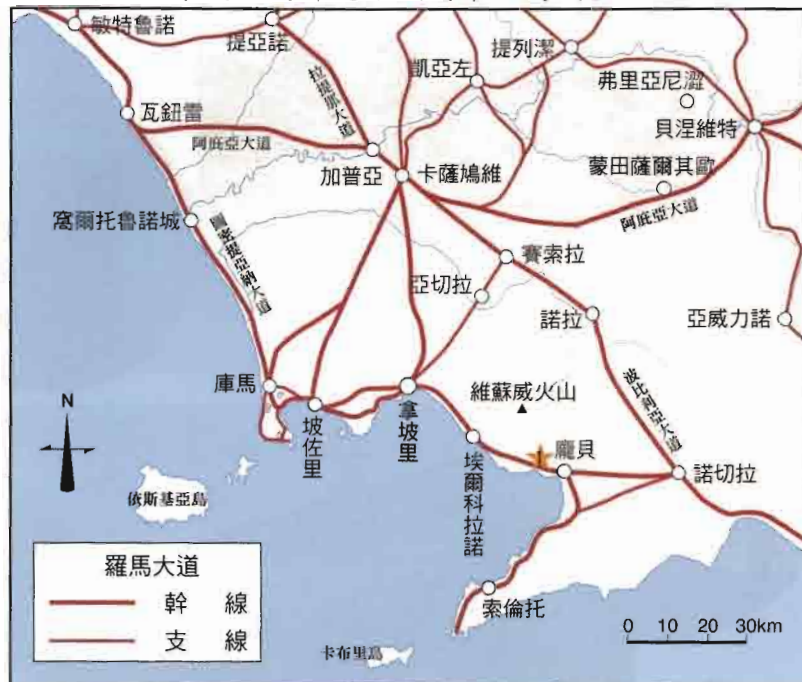 敏特魯諾
提亞諾
提列潔
凱亞左
弗里亞尼澀
拉提那大道
瓦鈕雷
貝涅維特
阿庇亞大道
加普亞
卡薩鳩維
蒙田薩爾其歐
窩爾托魯諾城
阿庇亞大道
圖密提亞納大道
賽索拉
亞切拉
諾拉
亞威力諾
庫馬
維蘇威火山
波比利亞大道
N
坡佐里
拿坡里
龐貝
諾切拉
埃爾科拉諾
依斯基亞島
羅馬大道
幹線
支線
索倫托
卡布里島
0 10 20 30km